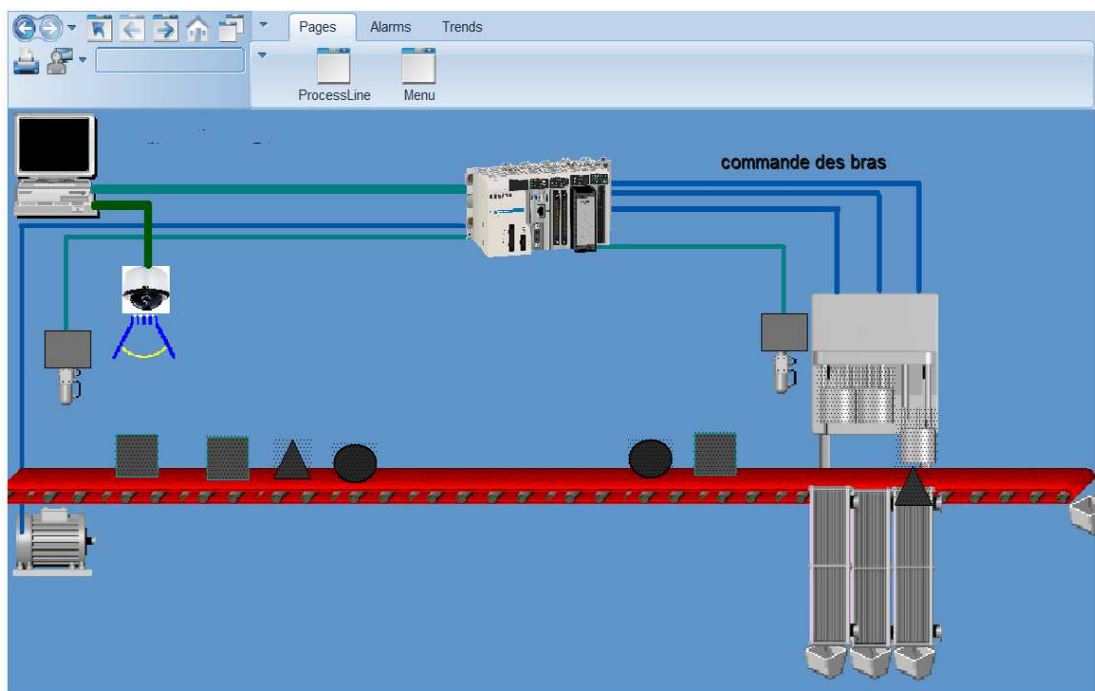 Pages Alarms Trends
ProcessLine Menu
commande des bras